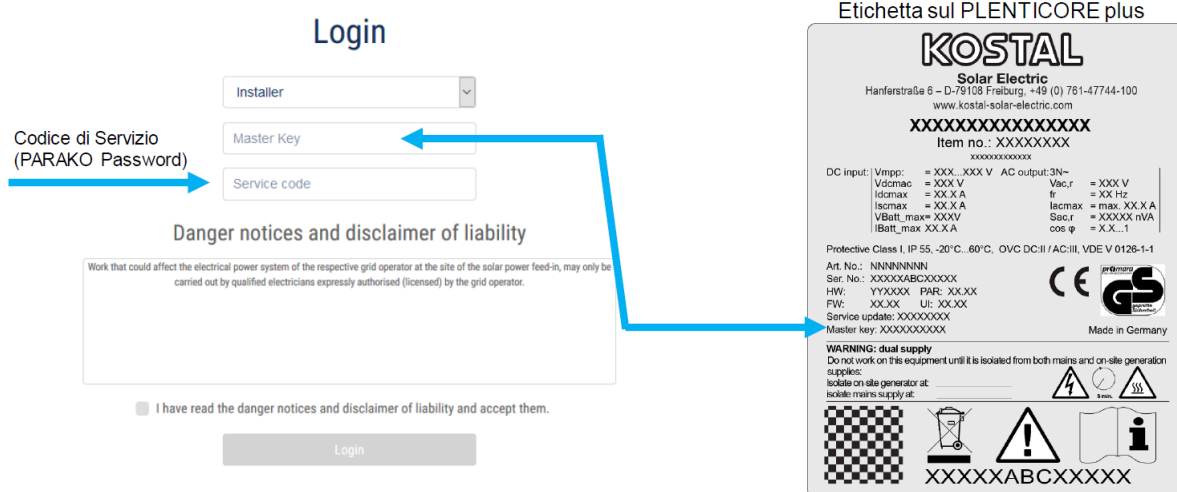 Login
Installer
Master Key
Service code
Codice di Servizio
(PARAKO Password)
Danger notices and disclaimer of liability
Work that could affect the electrical power system of the respective grid operator at the site of the solar power feed-in, may only be
carried out by qualified electricians expressly authorised (licensed) by the grid operator.
I have read the danger notices and disclaimer of liability and accept them.
Login
Etichetta sul PLENTICORE plus
KOSTAL
Solar Electric
Hanferstraße 6 – D-79108 Freiburg, +49 (0) 761-47744-100
www.kostal-solar-electric.com
XXXXXXXXXXXXXXXX
Item no.: XXXXXXXX
xxxxxxxxxxxxx
DC input: Vmpp: = XXX...XXX V AC output: 3N~
Vdcmac = XXX V Vac,r = XXX V
Idcmax = XX.X A fr = XX Hz
Iscmax = XX.X A Iacmax = max. XX.X A
VBatt_max= XXXV Sac,r = XXXXX nVA
IBatt_max XX.X A cos φ = X.X...1
Protective Class I, IP 55, -20°C...60°C, OVC DC:II / AC:III, VDE V 0126-1-1
Art. No.: NNNNNNNN
Ser. No.: XXXXXABCXXXXX
HW: YYXXXX PAR: XX.XX
FW: XX.XX UI: XX.XX
Service update: XXXXXXXX
Master key: XXXXXXXXXX
CE
geprüfte
Sicherheit
Made in Germany
WARNING: dual supply
Do not work on this equipment until it is isolated from both mains and on-site generation
supplies:
Isolate on-site generator at:
isolate mains supply at:
5 min.
XXXXXABCXXXXX